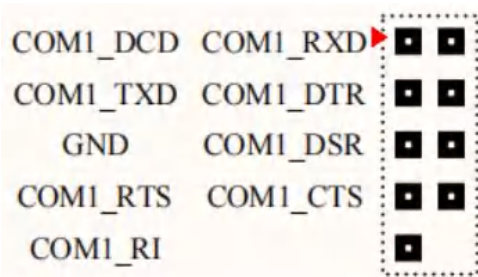 COM1_DCD COM1_RXD
COM1_TXD COM1_DTR
GND COM1_DSR
COM1_RTS COM1_CTS
COM1_RI